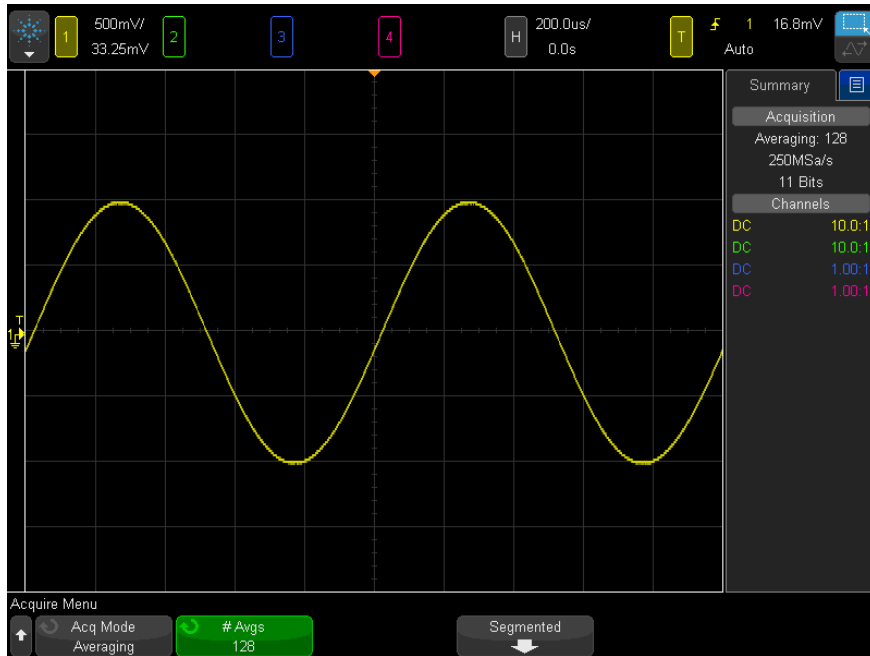 1 500mV/ 2 3 4 H 200.0us/ T 1 16.8mV
33.25mV 0.0s Auto
Summary
Acquisition
Averaging: 128
250MSa/s
11 Bits
Channels
DC 10.0:1
DC 10.0:1
DC 1.00:1
DC 1.00:1
T
1
Acquire Menu
Acq Mode # Avgs Segmented
Averaging 128